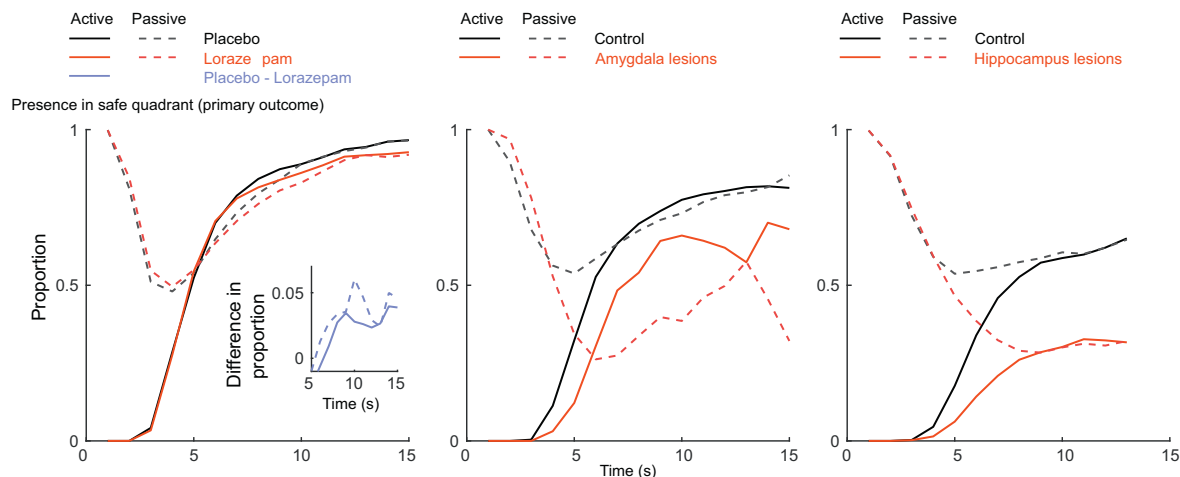 Active Passive
Placebo
Loraze pam
Placebo - Lorazepam
Active Passive
Control
Amygdala lesions
Active Passive
Control
Hippocampus lesions
Presence in safe quadrant (primary outcome)
Proportion
1
0.5
0
0 5 10 15
Difference in
proportion
0.05
0
5 10 15
Time (s)
1
0.5
0
0 5 10 15
Time (s)
1
0.5
0
0 5 10 15